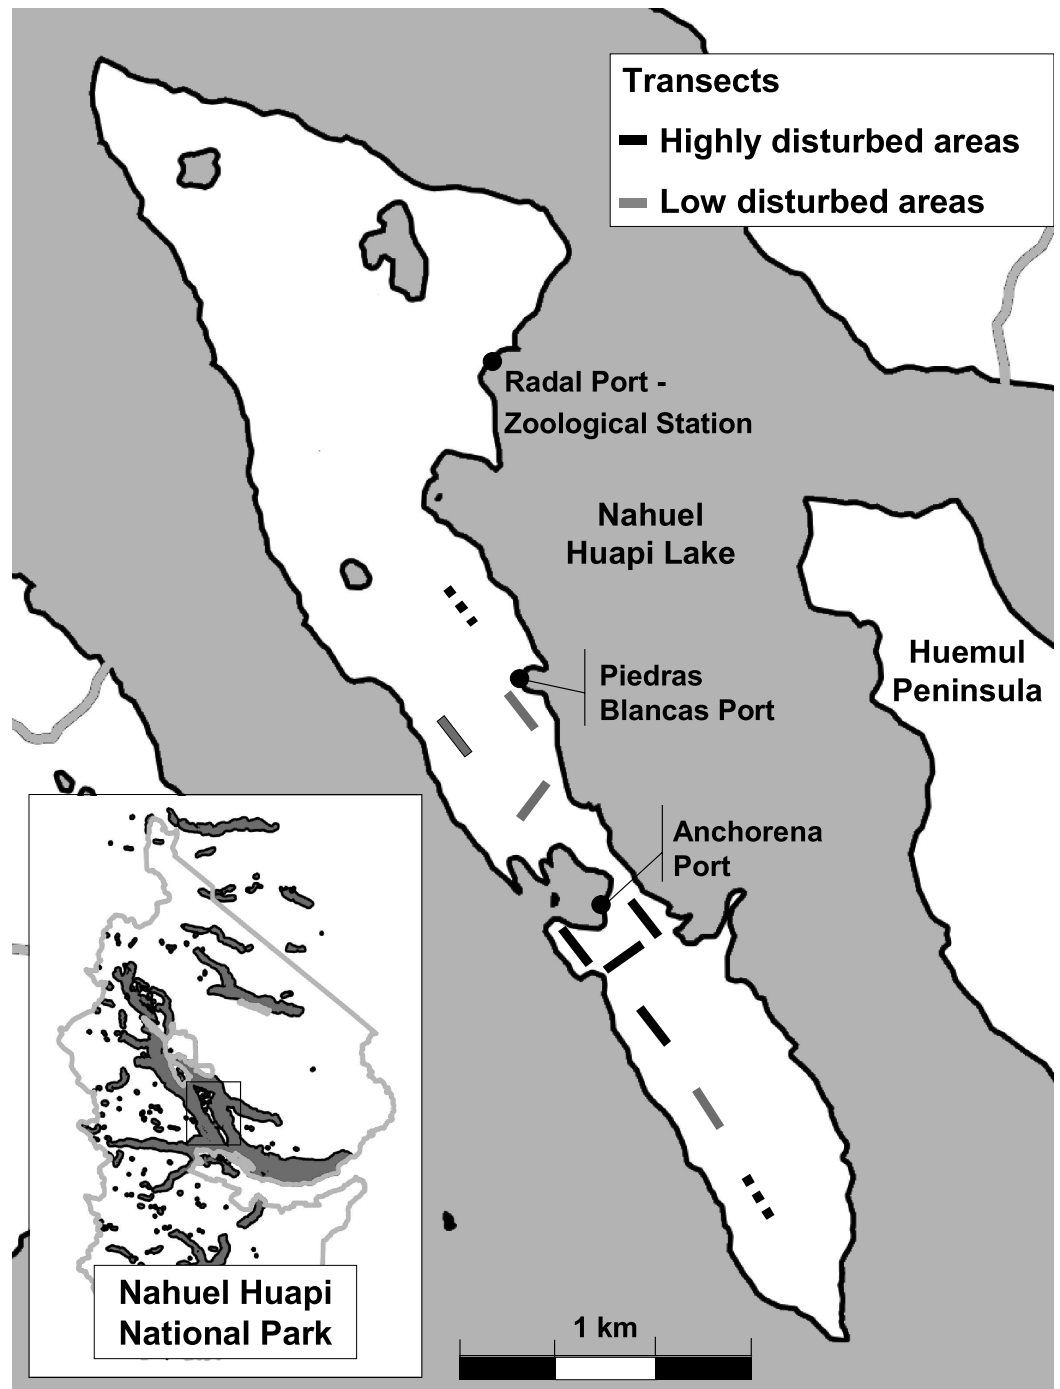 Transects
Highly disturbed areas
Low disturbed areas
Radal Port -
Zoological Station
Nahuel
Huapi Lake
Huemul
Peninsula
Piedras
Blancas Port
Anchorena
Port
Nahuel Huapi
National Park
1 km